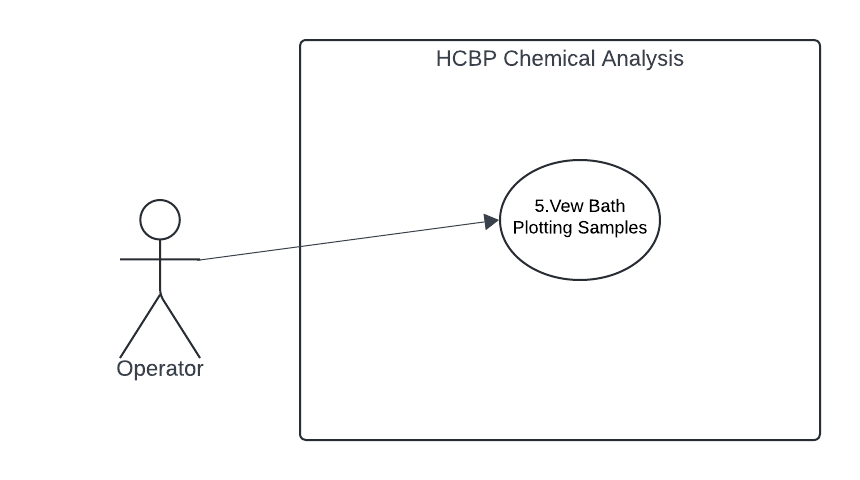 HCBP Chemical Analysis
5.Vew Bath
Plotting Samples
Operator